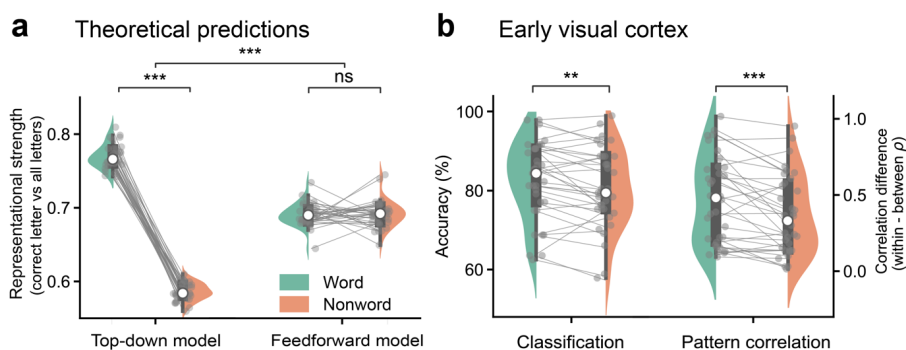 a Theoretical predictions
***
***
ns
Representational strength
(correct letter vs all letters)
0.8
0.7
0.6
Word
Nonword
Top-down model
Feedforward model
b Early visual cortex
**
***
Accuracy (%)
100
80
60
1.0
0.5
0.0
Correlation difference
(within - between ρ)
Classification
Pattern correlation